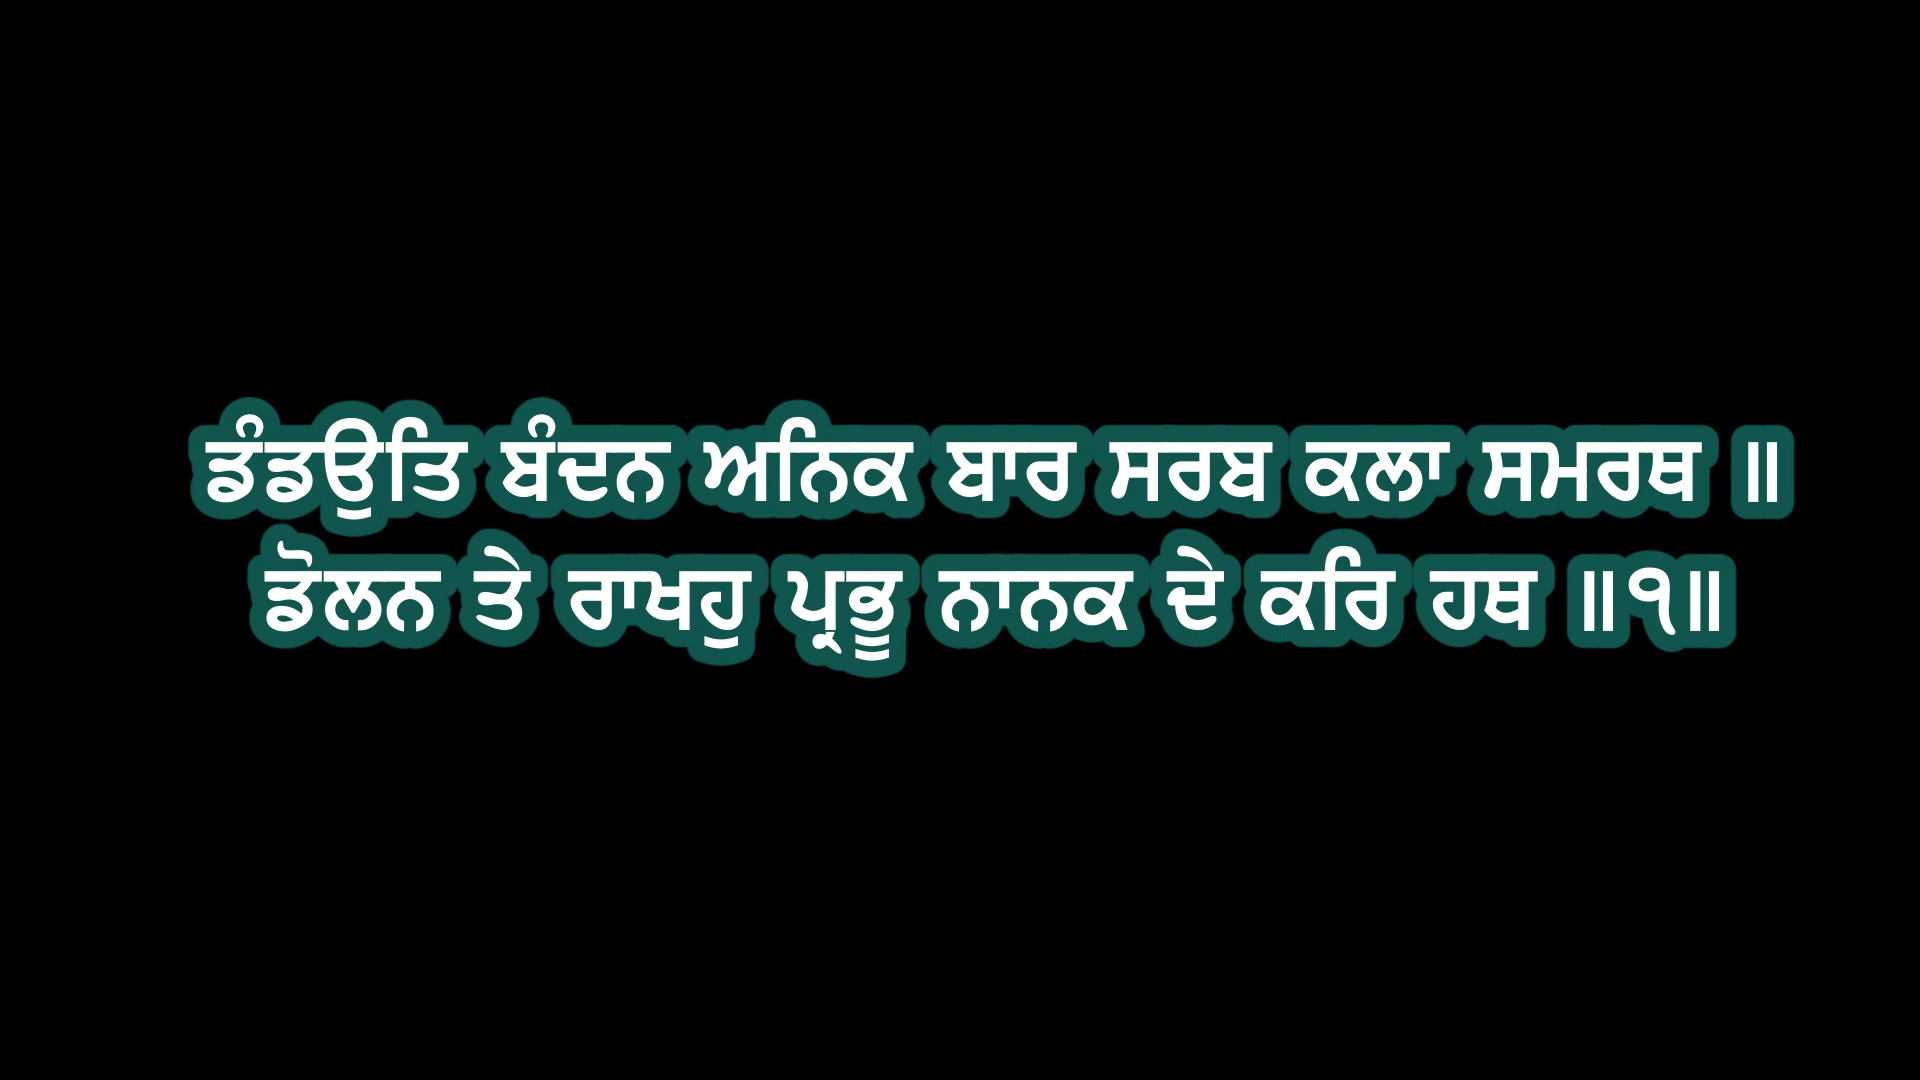 ਡੰਡਉਤਿ ਬੰਦਨ ਅਨਿਕ ਬਾਰ ਸਰਬ ਕਲਾ ਸਮਰਥ ॥
ਡੋਲਨ ਤੇ ਰਾਖਹੁ ਪ੍ਰਭੂ ਨਾਨਕ ਦੇ ਕਰਿ ਹਥ ॥੧॥